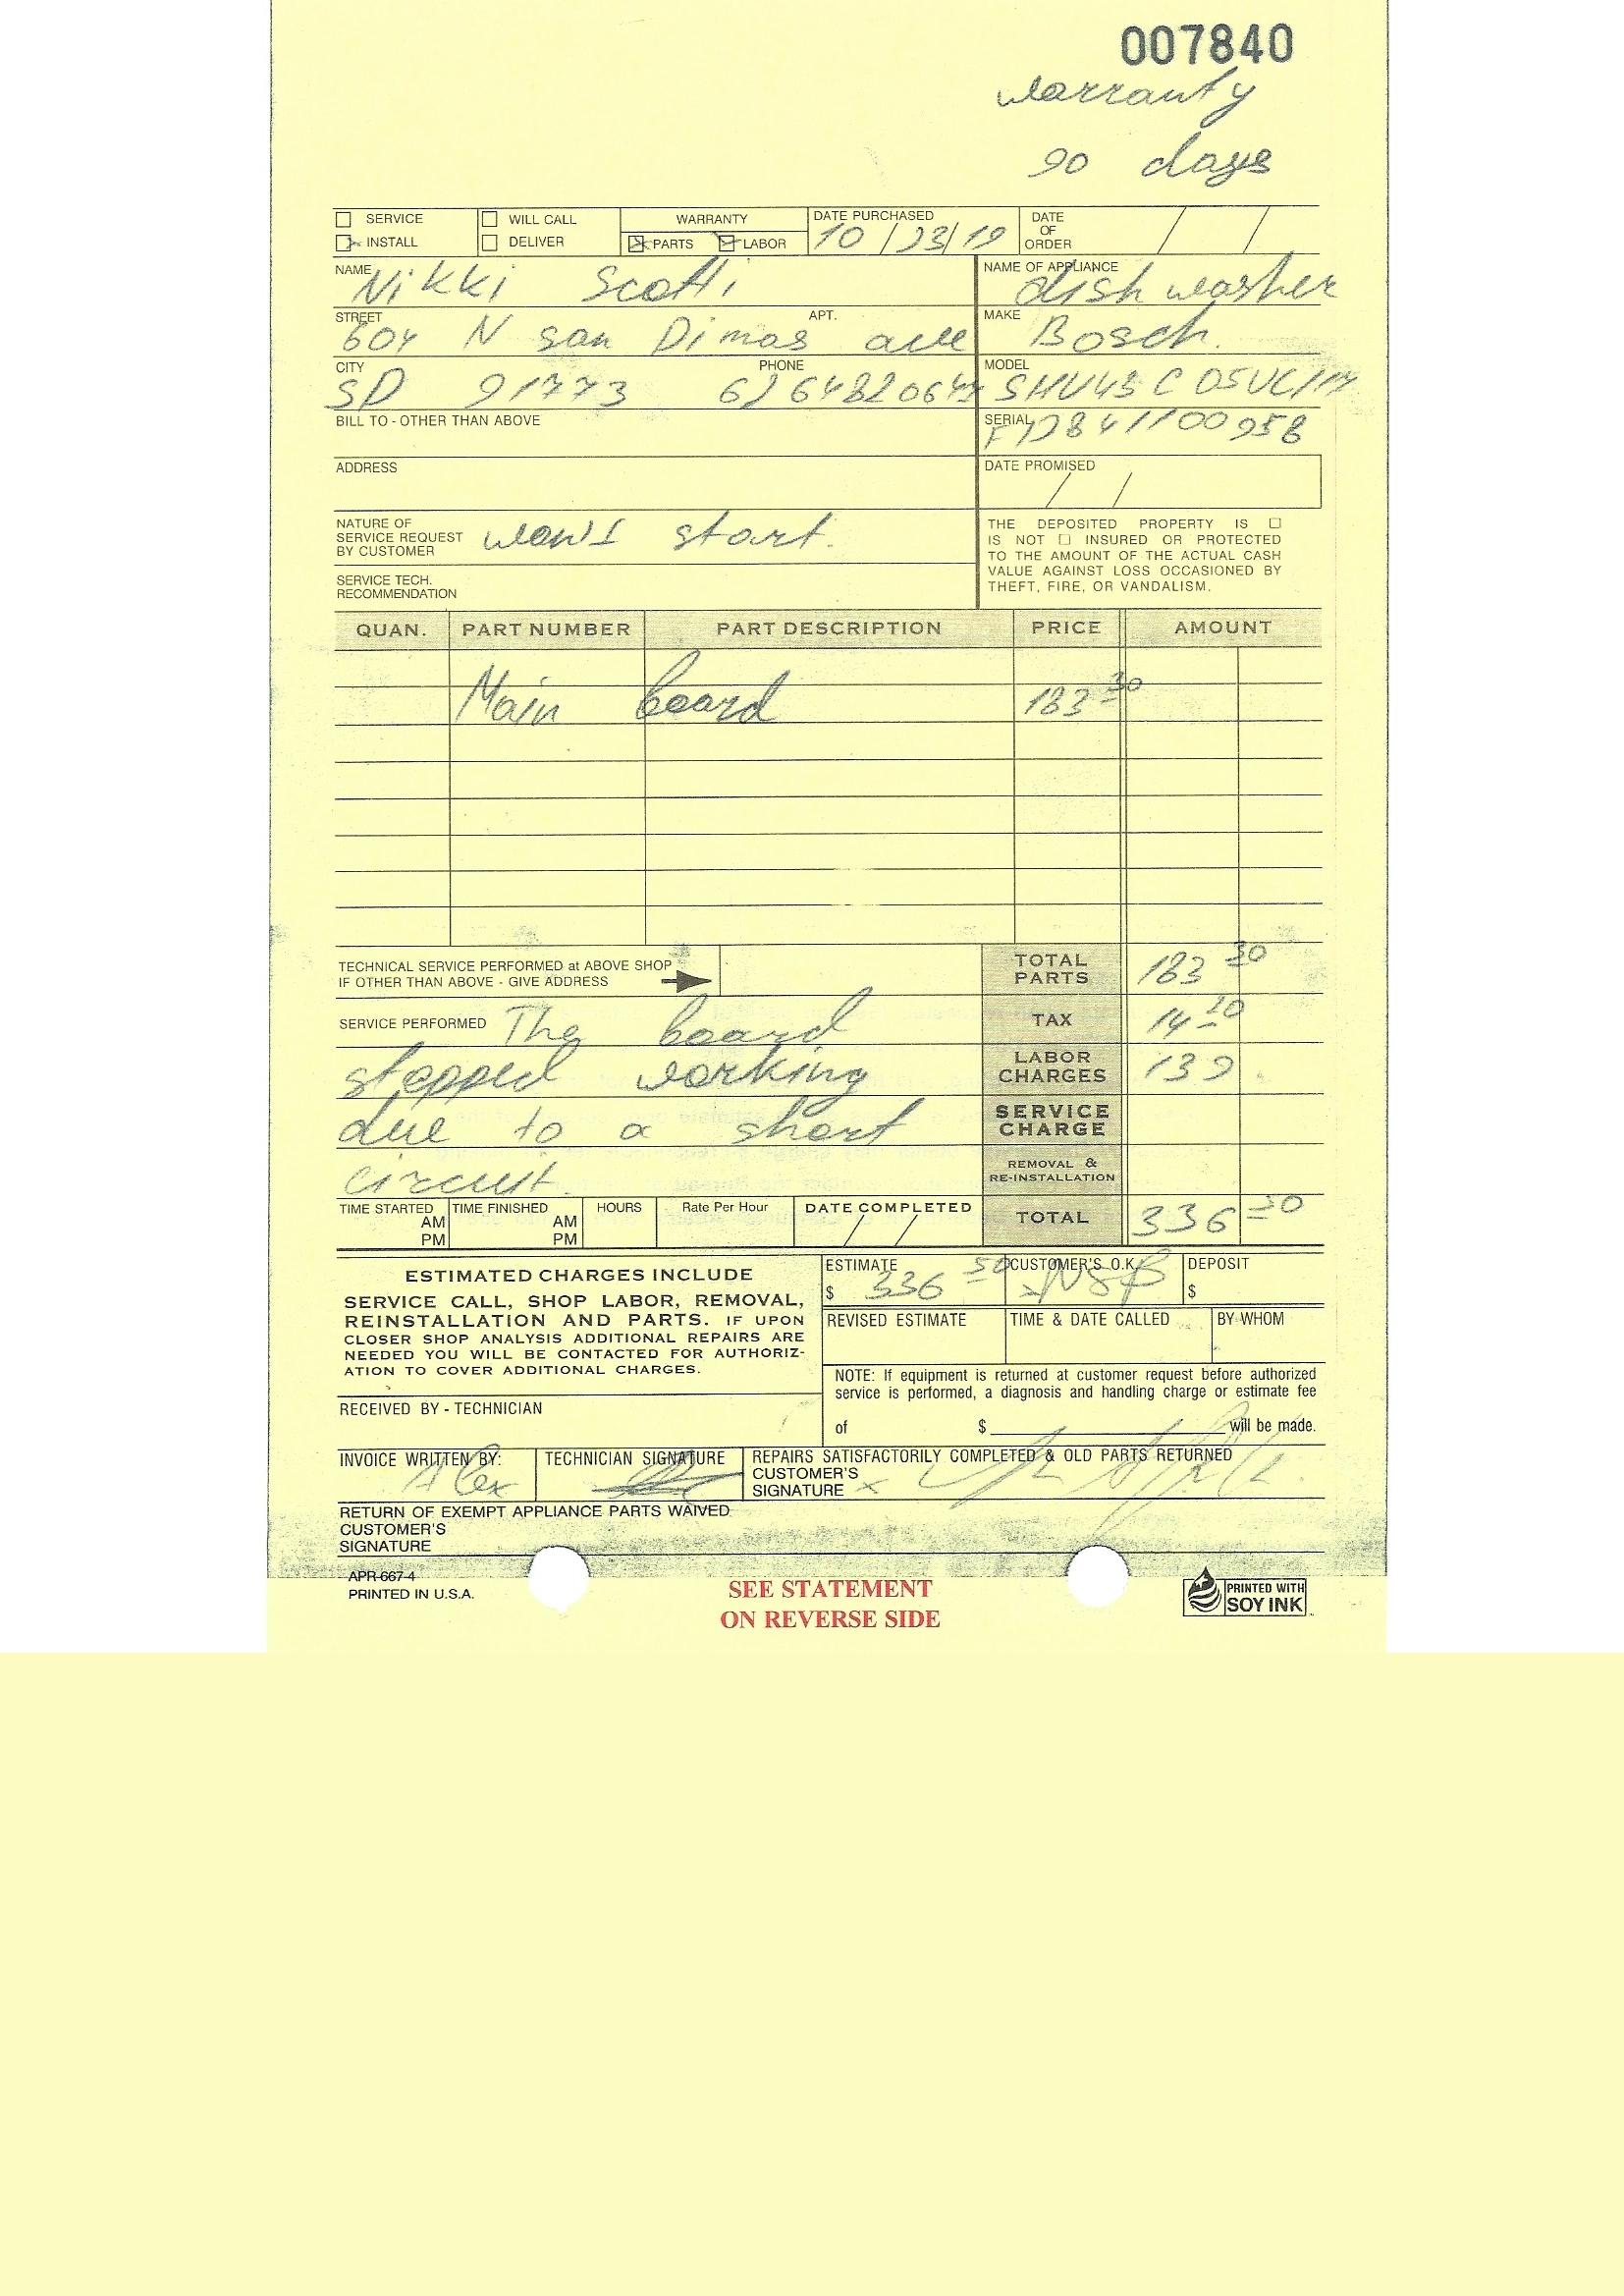 007840
warranty
90 days
SERVICE WILL CALL WARRANTY DATE PURCHASED DATE OF ORDER
INSTALL DELIVER PARTS LABOR 10/23/19
NAME Nikki Scotti NAME OF APPLIANCE dishwasher
STREET 604 N san Dimas ave APT. MAKE Bosch.
CITY SD 91773 PHONE 626482064 MODEL SHU43C05UC/
BILL TO - OTHER THAN ABOVE SERIAL 
ADDRESS DATE PROMISED / /
NATURE OF SERVICE REQUEST BY CUSTOMER start.
THE DEPOSITED PROPERTY IS ☐
IS NOT ☐ INSURED OR PROTECTED
TO THE AMOUNT OF THE ACTUAL CASH
VALUE AGAINST LOSS OCCASIONED BY
THEFT, FIRE, OR VANDALISM.
SERVICE TECH. RECOMMENDATION
QUAN. PART NUMBER PART DESCRIPTION PRICE AMOUNT
Main board 183 30
TECHNICAL SERVICE PERFORMED at ABOVE SHOP
IF OTHER THAN ABOVE - GIVE ADDRESS
TOTAL PARTS 183 30
SERVICE PERFORMED The board TAX 14 20
stopped working LABOR CHARGES 139.
due to a short SERVICE CHARGE
circuit. REMOVAL & RE-INSTALLATION
TIME STARTED AM PM TIME FINISHED AM PM HOURS Rate Per Hour DATE COMPLETED / / TOTAL 336 50
ESTIMATED CHARGES INCLUDE
SERVICE CALL, SHOP LABOR, REMOVAL,
REINSTALLATION AND PARTS. IF UPON
CLOSER SHOP ANALYSIS ADDITIONAL REPAIRS ARE
NEEDED YOU WILL BE CONTACTED FOR AUTHORIZ-
ATION TO COVER ADDITIONAL CHARGES.
ESTIMATE $ 336 50 CUSTOMER'S O.K. DEPOSIT $
REVISED ESTIMATE TIME & DATE CALLED BY WHOM
NOTE: If equipment is returned at customer request before authorized
service is performed, a diagnosis and handling charge or estimate fee
of $ will be made.
RECEIVED BY - TECHNICIAN
INVOICE WRITTEN BY: Alex TECHNICIAN SIGNATURE REPAIRS SATISFACTORILY COMPLETED & OLD PARTS RETURNED
CUSTOMER'S
SIGNATURE x
RETURN OF EXEMPT APPLIANCE PARTS WAIVED
CUSTOMER'S
SIGNATURE
APR 667-4
PRINTED IN U.S.A.
SEE STATEMENT
ON REVERSE SIDE
PRINTED WITH
SOY INK